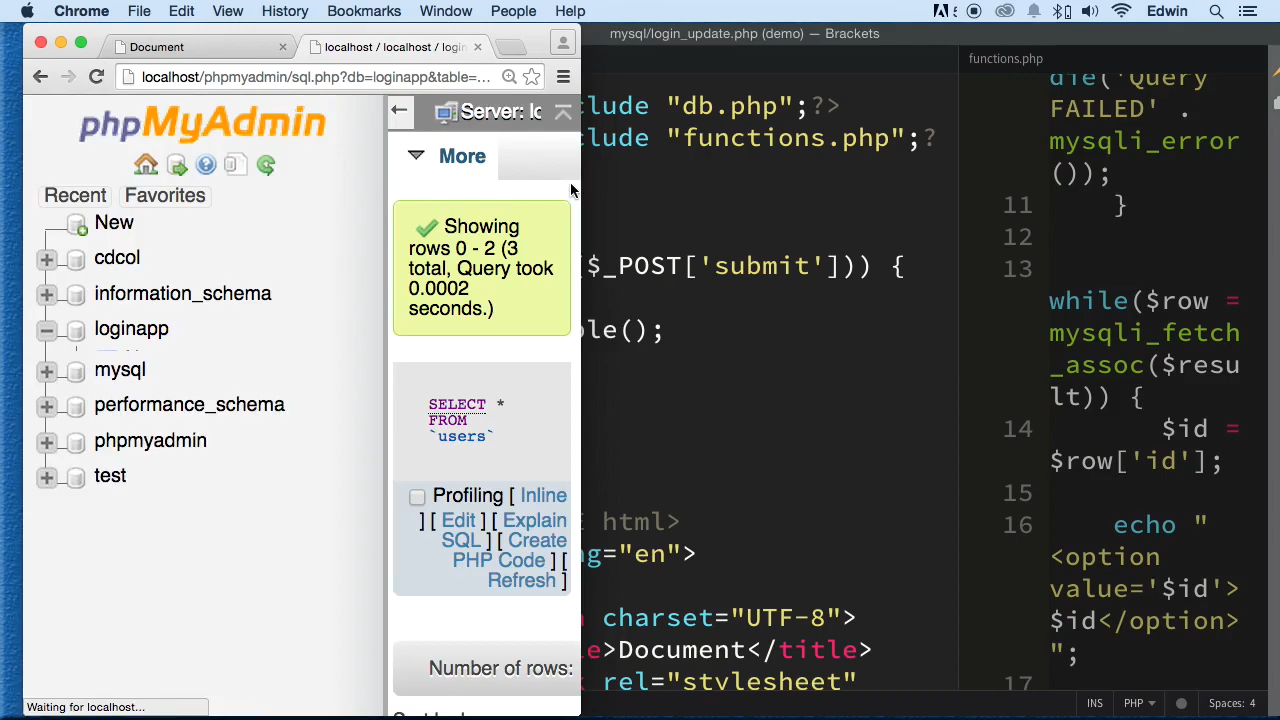 Chrome File Edit View History Bookmarks Window People Help
5 Edwin
Document
localhost / localhost / login
localhost/phpmyadmin/sql.php?db=loginapp&table=...
phpMyAdmin
Recent Favorites
New
cdcol
information_schema
loginapp
mysql
performance_schema
phpmyadmin
test
Server: lo
More
Showing
rows 0 - 2 (3
total, Query took
0.0002
seconds.)
SELECT *
FROM
`users`
Profiling [ Inline
] [ Edit ] [ Explain
SQL ] [ Create
PHP Code ] [
Refresh ]
Number of rows:
Waiting for localhost...
mysql/login_update.php (demo) — Brackets
clude "db.php";?>
clude "functions.php";?
($_POST['submit'])) {
ble();
E html>
ng="en">
charset="UTF-8">
le>Document</title>
rel="stylesheet"
functions.php
die('Query
FAILED' .
mysqli_error
());
11 }
12
13
while($row =
mysqli_fetch
_assoc($resu
lt)) {
14 $id =
$row['id'];
15
16 echo "
<option
value='$id'>
$id</option>
";
17
INS PHP Spaces: 4